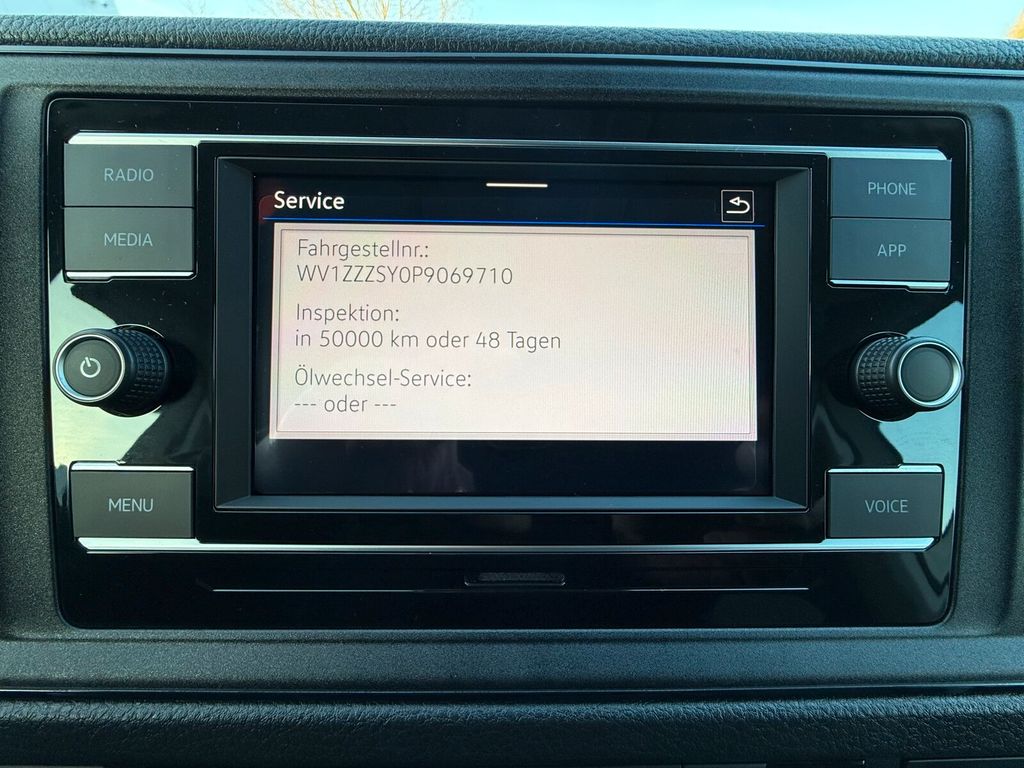 RADIO
MEDIA
MENU
Service
Fahrgestellnr.:
WV1ZZZSY0P9069710
Inspektion:
in 50000 km oder 48 Tagen
Ölwechsel-Service:
--- oder ---
PHONE
APP
VOICE